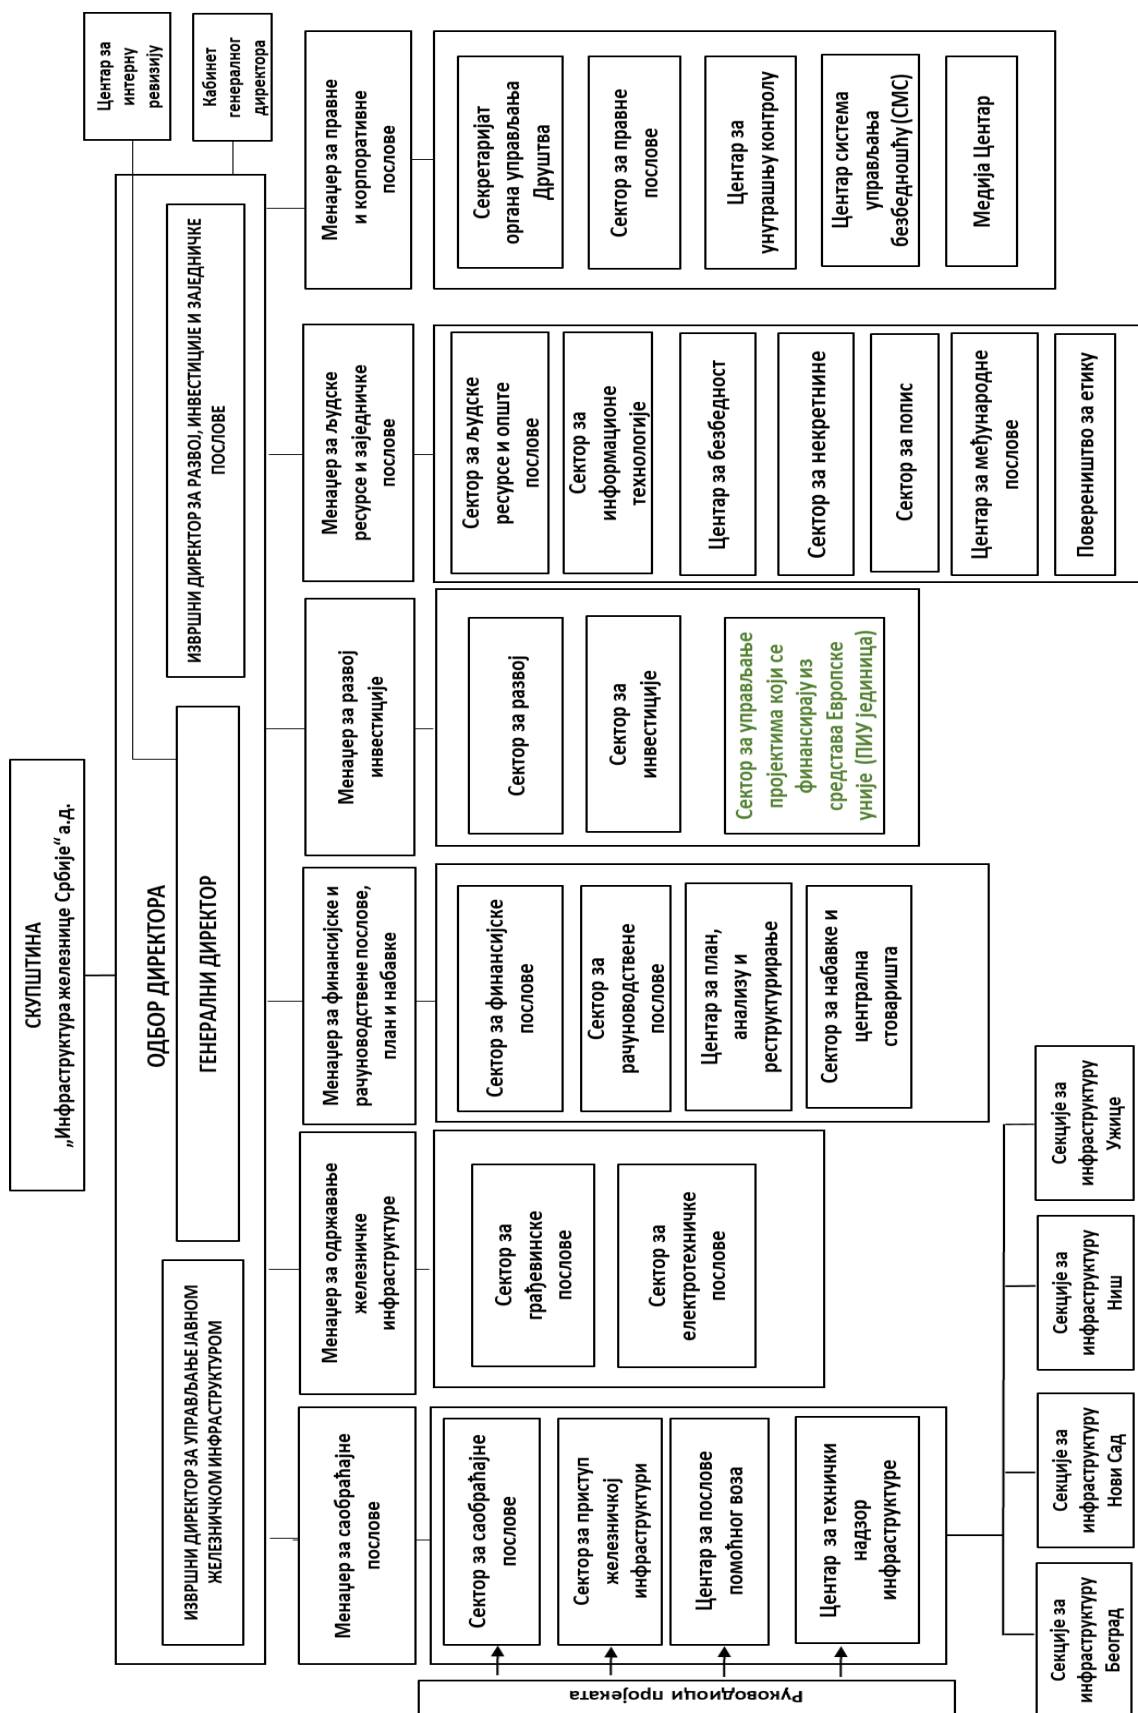 СКУПШТИНА
„Инфраструктура железнице Србије“ а.д.
Центар за
интерну
ревизију
Кабинет
генералног
директора
ОДБОР ДИРЕКТОРА
ИЗВРШНИ ДИРЕКТОР ЗА УПРАВЉАЊЕ ЈАВНОМ
ЖЕЛЕЗНИЧКОМ ИНФРАСТРУКТУРОМ
ГЕНЕРАЛНИ ДИРЕКТОР
ИЗВРШНИ ДИРЕКТОР ЗА РАЗВОЈ, ИНВЕСТИЦИЈЕ И ЗАЈЕДНИЧКЕ
ПОСЛОВЕ
Менаџер за саобраћајне
послове
Менаџер за одржавање
железничке
инфраструктуре
Менаџер за финансијске и
рачуноводствене послове,
план и набавке
Менаџер за развој и
инвестиције
Менаџер за људске
ресурсе и заједничке
послове
Менаџер за правне
и корпоративне
послове
Руководиоци пројеката
Сектор за саобраћајне
послове
Сектор за приступ
железничкој
инфраструктури
Центар за послове
помоћног воза
Центар за технички
надзор
инфраструктуре
Сектор за
грађевинске
послове
Сектор за
електротехничке
послове
Сектор за финансијске
послове
Сектор за
рачуноводствене
послове
Центар за план,
анализу и
реструктурирање
Сектор за набавке и
централна
стоваришта
Сектор за развој
Сектор за
инвестиције
Сектор за управљање
пројектима који се
финансирају из
средстава Европске
уније (ПИУ јединица)
Сектор за људске
ресурсе и опште
послове
Сектор за
информационе
технологије
Центар за безбедност
Сектор за некретнине
Сектор за попис
Центар за међународне
послове
Повереништво за етику
Секретаријат
органа управљања
Друштва
Сектор за правне
послове
Центар за
унутрашњу контролу
Центар система
управљања
безбедношћу (СМС)
Медија Центар
Секције за
инфраструктуру
Београд
Секције за
инфраструктуру
Нови Сад
Секције за
инфраструктуру
Ниш
Секције за
инфраструктуру
Ужице